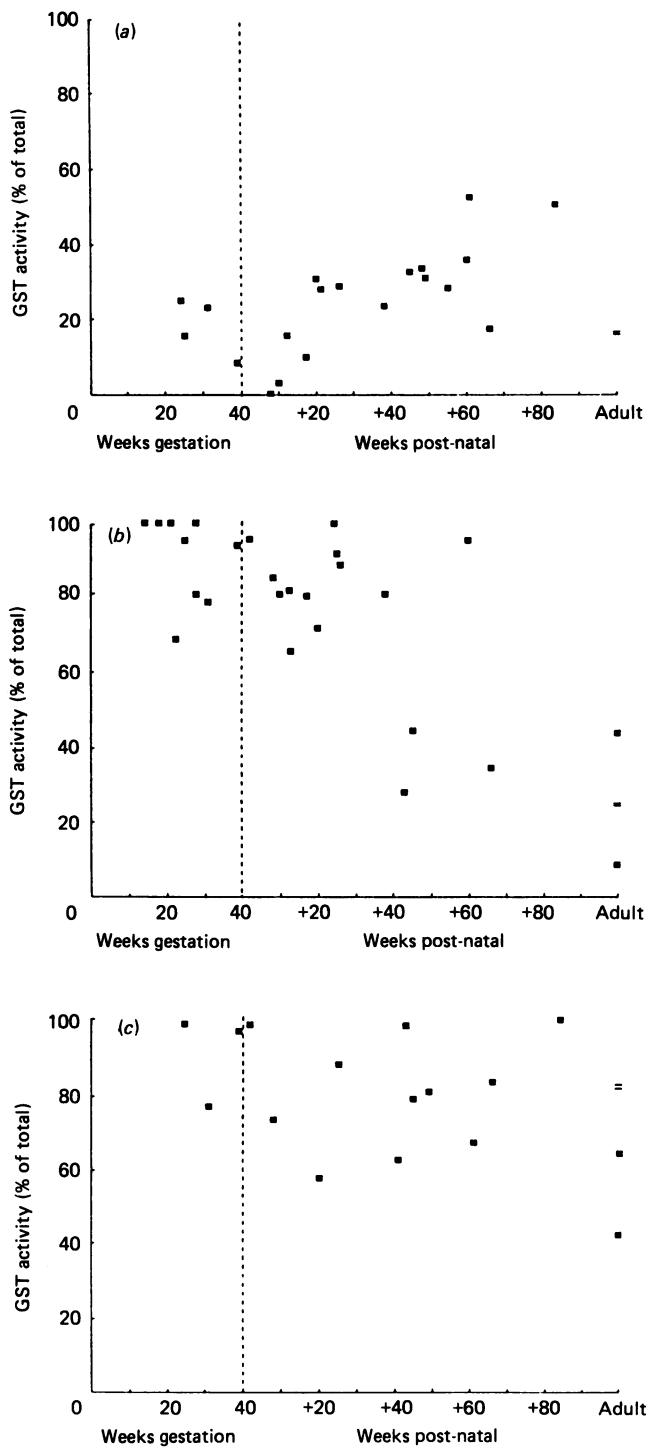 (a)
GST activity (% of total)
100
80
60
40
20
0 20 40 +20 +40 +60 +80 Adult
Weeks gestation Weeks post-natal
(b)
GST activity (% of total)
100
80
60
40
20
0 20 40 +20 +40 +60 +80 Adult
Weeks gestation Weeks post-natal
(c)
GST activity (% of total)
100
80
60
40
20
0 20 40 +20 +40 +60 +80 Adult
Weeks gestation Weeks post-natal